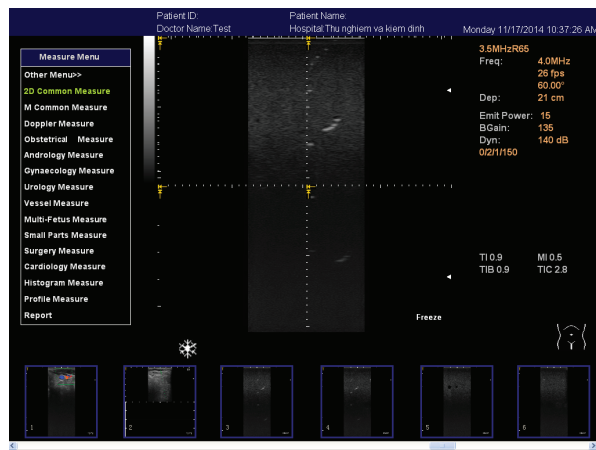 Patient ID: Patient Name:
Doctor Name:Test Hospital:Thu nghiem va kiem dinh Monday 11/17/2014 10:37:26 AM
Measure Menu
Other Menu>>
2D Common Measure
M Common Measure
Doppler Measure
Obstetrical Measure
Andrology Measure
Gynaecology Measure
Urology Measure
Vessel Measure
Multi-Fetus Measure
Small Parts Measure
Surgery Measure
Cardiology Measure
Histogram Measure
Profile Measure
Report
3.5MHzR65
Freq: 4.0MHz
26 fps
60.00°
Dep: 21 cm
Emit Power: 15
BGain: 135
Dyn: 140 dB
0/2/1/150
TI 0.9 MI 0.5
TIB 0.9 TIC 2.8
Freeze
1 2 3 4 5 6